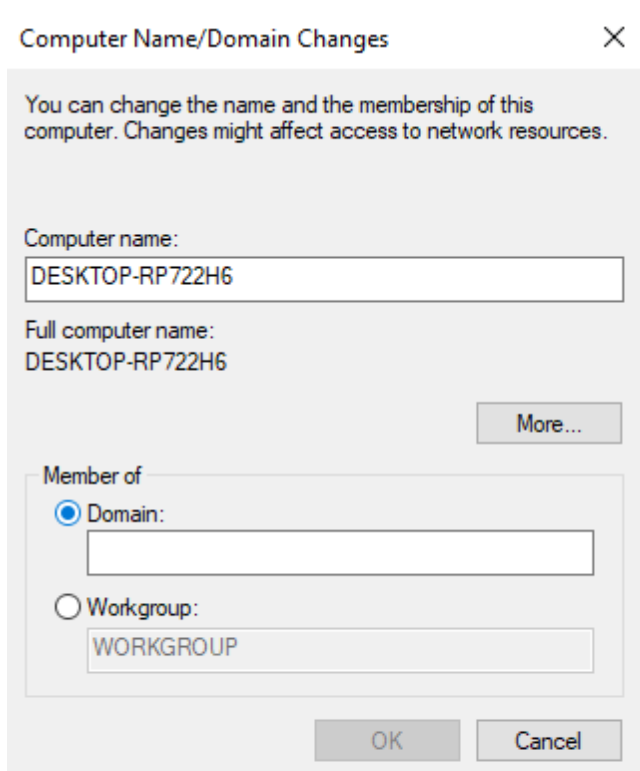 Computer Name/Domain Changes
You can change the name and the membership of this
computer. Changes might affect access to network resources.
Computer name:
DESKTOP-RP722H6
Full computer name:
DESKTOP-RP722H6
More...
Member of
Domain:
Workgroup:
WORKGROUP
OK Cancel